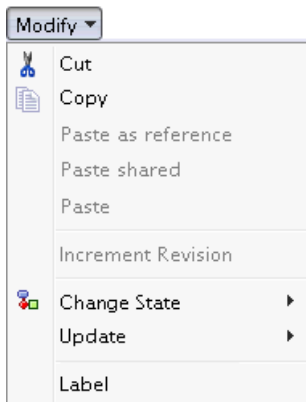 Modify
Cut
Copy
Paste as reference
Paste shared
Paste
Increment Revision
Change State
Update
Label